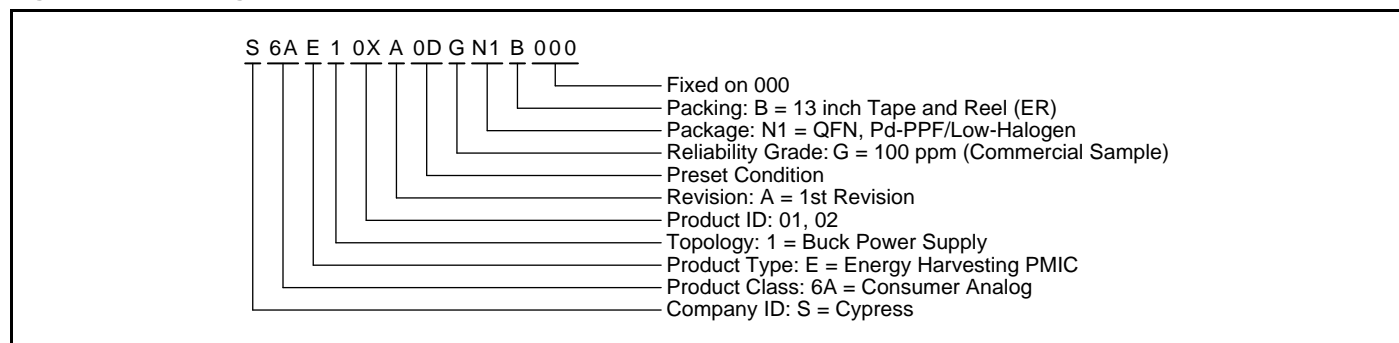 S 6A E 1 0X A 0D G N1 B 000
Fixed on 000
Packing: B = 13 inch Tape and Reel (ER)
Package: N1 = QFN, Pd-PPF/Low-Halogen
Reliability Grade: G = 100 ppm (Commercial Sample)
Preset Condition
Revision: A = 1st Revision
Product ID: 01, 02
Topology: 1 = Buck Power Supply
Product Type: E = Energy Harvesting PMIC
Product Class: 6A = Consumer Analog
Company ID: S = Cypress